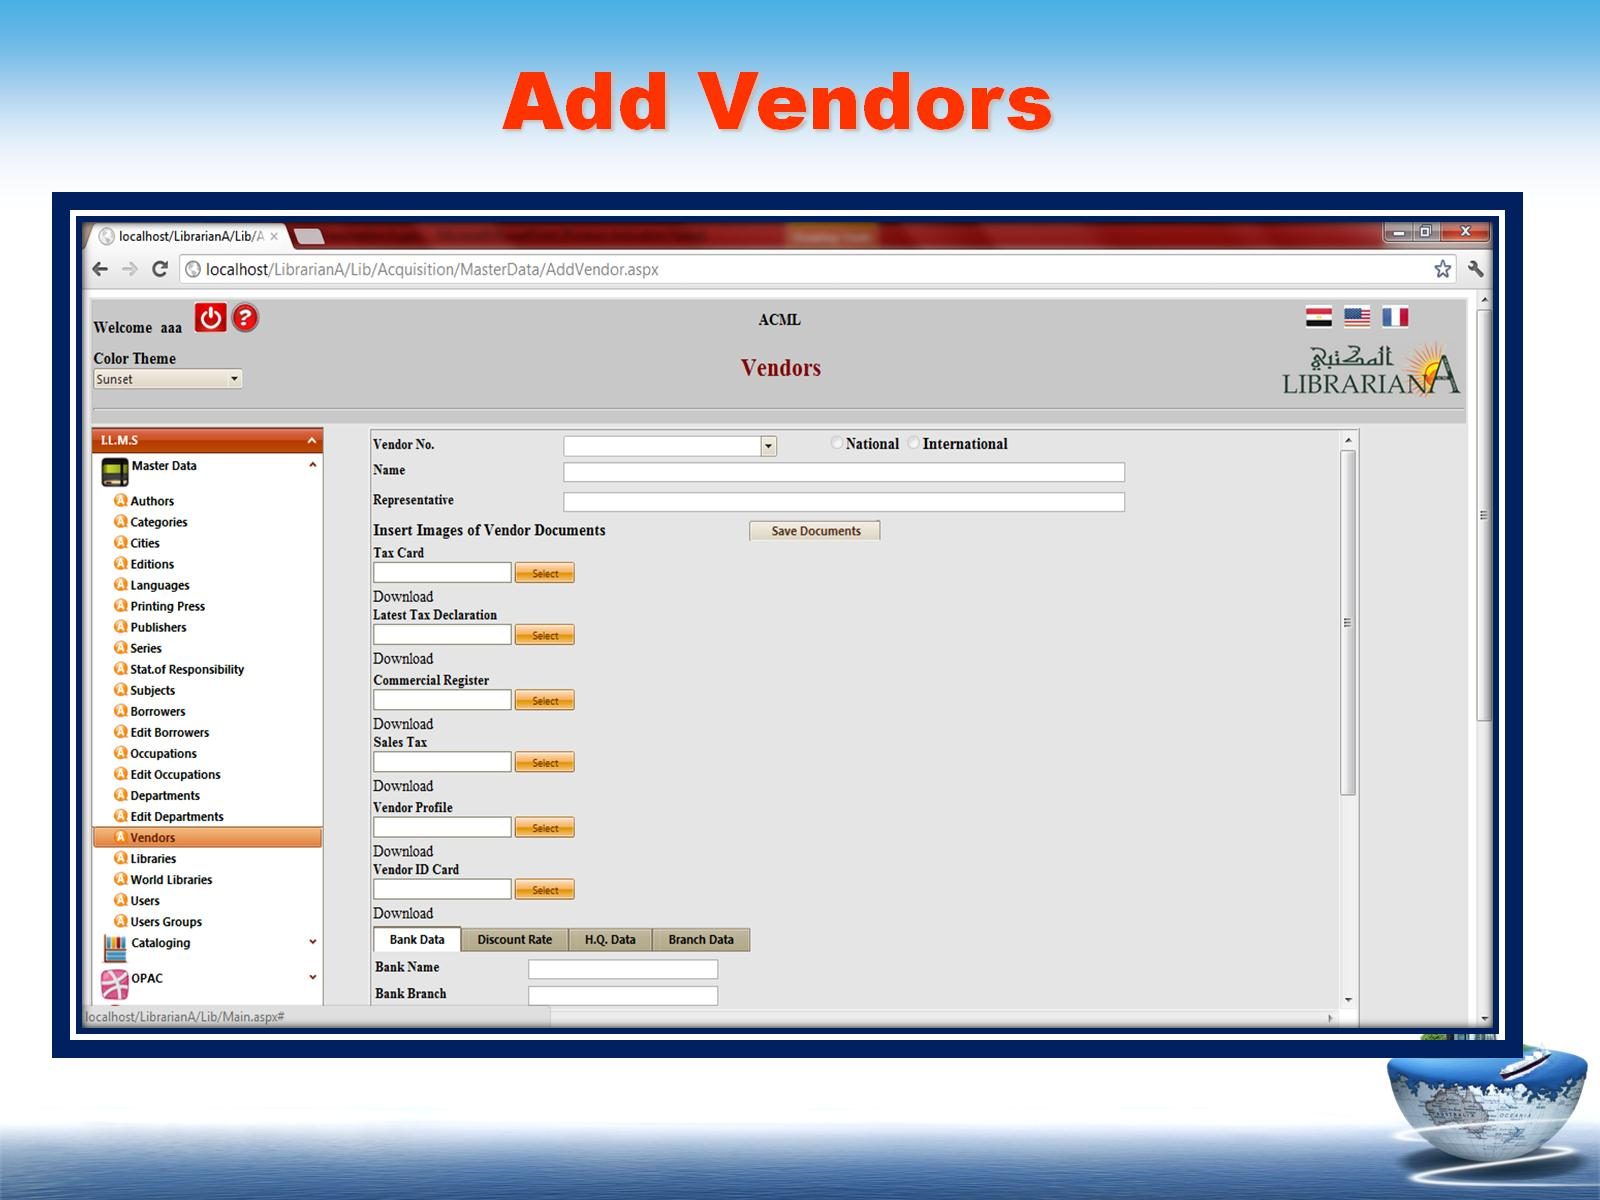 Add Vendors
localhost/LibrarianA/Lib/A
localhost/LibrarianA/Lib/Acquisition/MasterData/AddVendor.aspx
Welcome aaa
ACML
Color Theme
Sunset
Vendors
المكتبي
LIBRARIANA
I.L.M.S
Master Data
Authors
Categories
Cities
Editions
Languages
Printing Press
Publishers
Series
Stat.of Responsibility
Subjects
Borrowers
Edit Borrowers
Occupations
Edit Occupations
Departments
Edit Departments
Vendors
Libraries
World Libraries
Users
Users Groups
Cataloging
OPAC
Vendor No.
National International
Name
Representative
Insert Images of Vendor Documents Save Documents
Tax Card
Select
Download
Latest Tax Declaration
Select
Download
Commercial Register
Select
Download
Sales Tax
Select
Download
Vendor Profile
Select
Download
Vendor ID Card
Select
Download
Bank Data Discount Rate H.Q. Data Branch Data
Bank Name
Bank Branch
localhost/LibrarianA/Lib/Main.aspx#
AUSTRALIA
OCEANIA